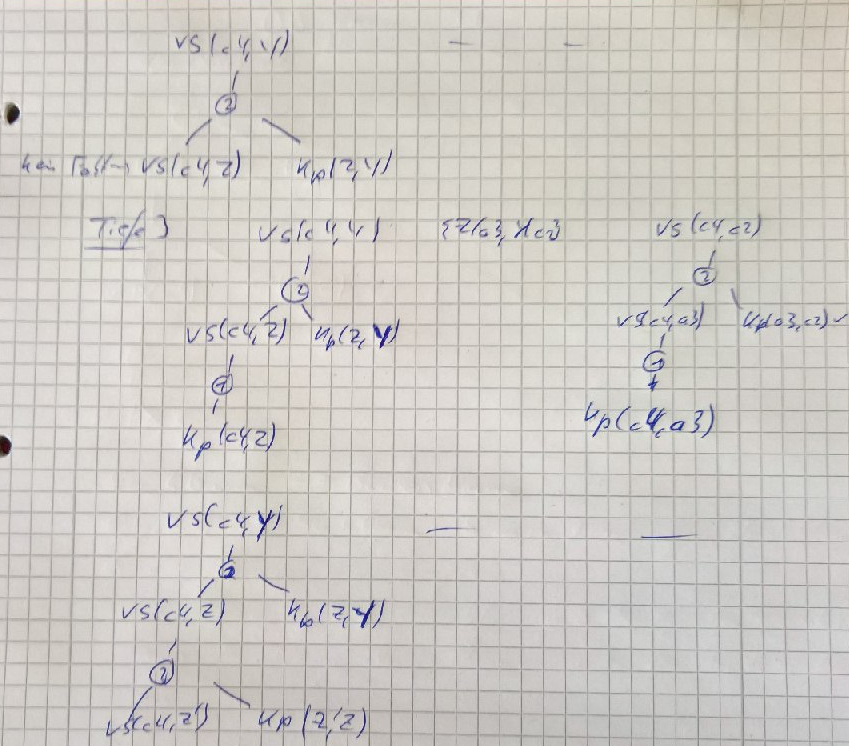 VS(c4,Y)
2
VS(c4,Z) Kp(Z,Y)
Tiefe 3 VS(c4,Y) {Z/a3, Y/c2} VS(c4,c2)
2 2
VS(c4,Z) Kp(Z,Y) VS(c4,a3) Kp(a3,c2) ✓
1 1
Kp(c4,Z) Kp(c4,a3)
VS(c4,Y)
2
VS(c4,Z) Kp(Z,Y)
2
VS(c4,Z') Kp(Z',Z)